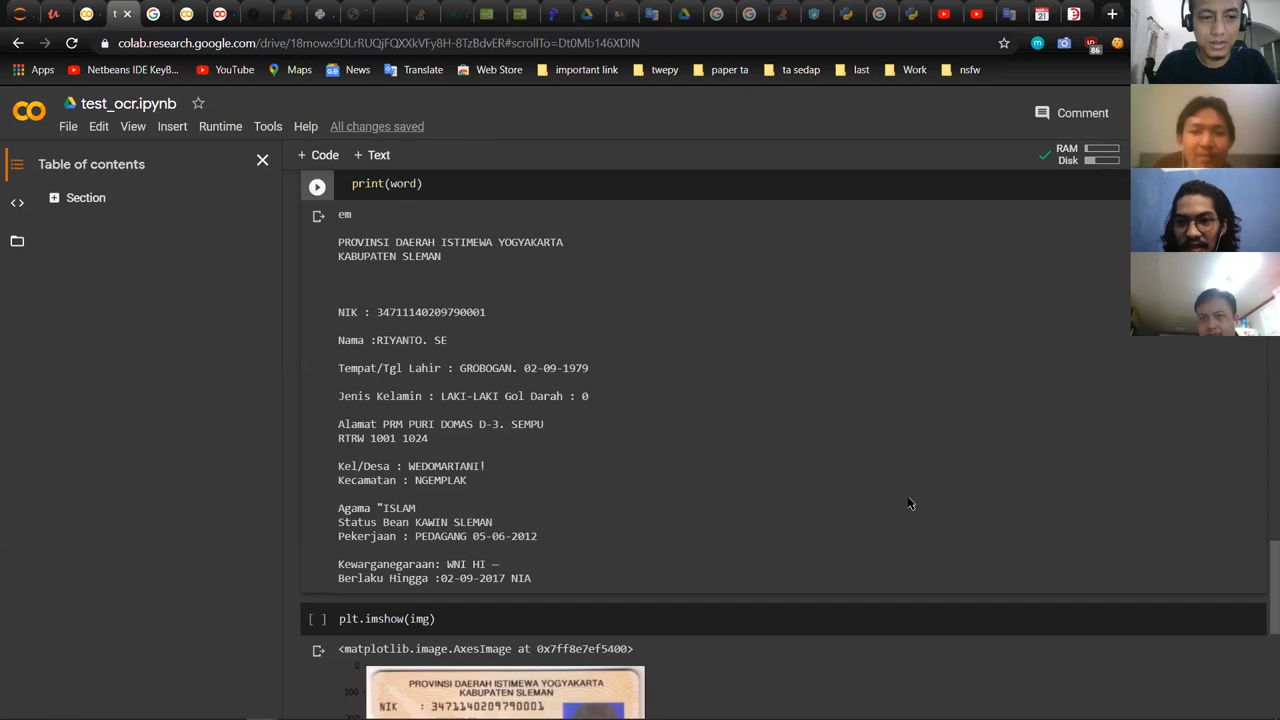 colab.research.google.com/drive/18mowx9DLrRUQjFQXXkVFy8H-8TzBdvER#scrollTo=Dt0Mb146XDIN
86
Apps
Netbeans IDE KeyB...
YouTube
Maps
News
Translate
Web Store
important link
twepy
paper ta
ta sedap
last
Work
nsfw
test_ocr.ipynb
Comment
File Edit View Insert Runtime Tools Help All changes saved
+ Code + Text
RAM
Disk
Table of contents
Section
print(word)
em
PROVINSI DAERAH ISTIMEWA YOGYAKARTA
KABUPATEN SLEMAN
NIK : 34711140209790001
Nama :RIYANTO. SE
Tempat/Tgl Lahir : GROBOGAN. 02-09-1979
Jenis Kelamin : LAKI-LAKI Gol Darah : 0
Alamat PRM PURI DOMAS D-3. SEMPU
RTRW 1001 1024
Kel/Desa : WEDOMARTANI!
Kecamatan : NGEMPLAK
Agama "ISLAM
Status Bean KAWIN SLEMAN
Pekerjaan : PEDAGANG 05-06-2012
Kewarganegaraan: WNI HI —
Berlaku Hingga :02-09-2017 NIA
[ ] plt.imshow(img)
<matplotlib.image.AxesImage at 0x7ff8e7ef5400>
0
100
PROVINSI DAERAH ISTIMEWA YOGYAKARTA
KABUPATEN SLEMAN
NIK : 3471140209790001